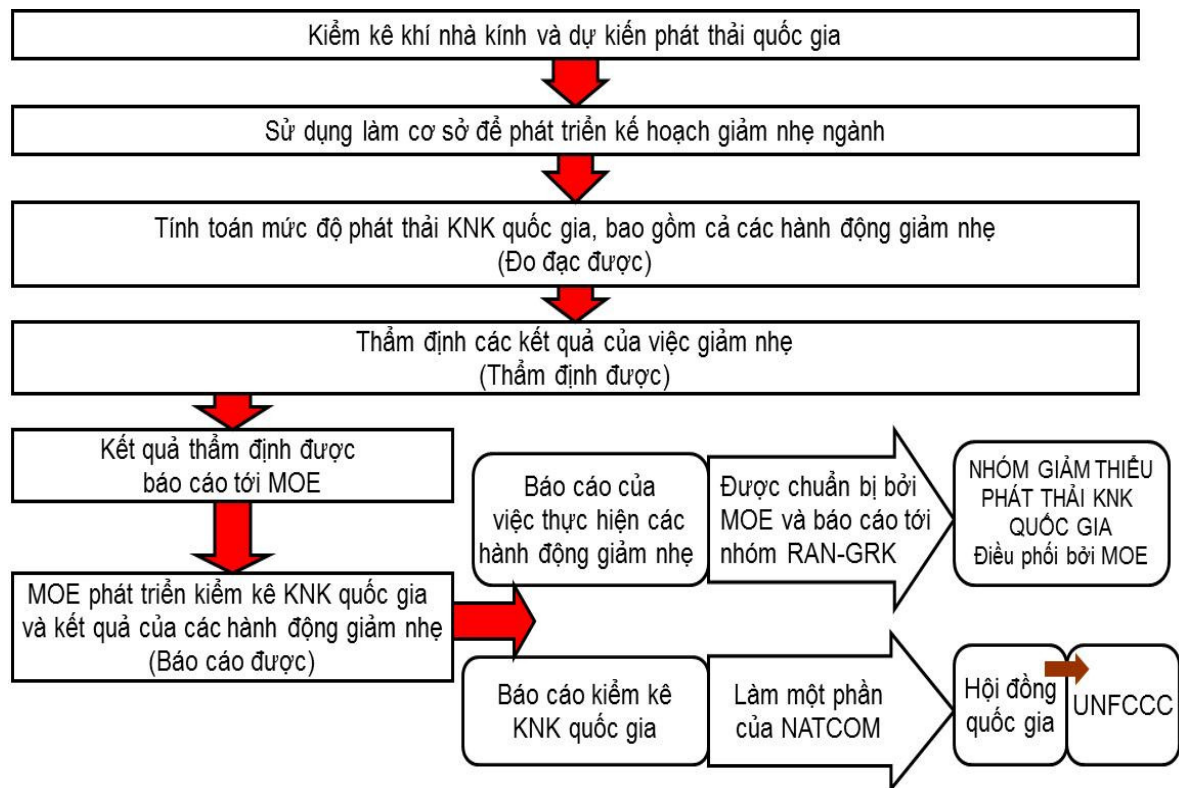 Kiểm kê khí nhà kính và dự kiến phát thải quốc gia
Sử dụng làm cơ sở để phát triển kế hoạch giảm nhẹ ngành
Tính toán mức độ phát thải KNK quốc gia, bao gồm cả các hành động giảm nhẹ
(Đo đạc được)
Thẩm định các kết quả của việc giảm nhẹ
(Thẩm định được)
Kết quả thẩm định được
báo cáo tới MOE
MOE phát triển kiểm kê KNK quốc gia
và kết quả của các hành động giảm nhẹ
(Báo cáo được)
Báo cáo của
việc thực hiện các
hành động giảm nhẹ
Được chuẩn bị bởi
MOE và báo cáo tới
nhóm RAN-GRK
NHÓM GIẢM THIỂU
PHÁT THẢI KNK
QUỐC GIA
Điều phối bởi MOE
Báo cáo kiểm kê
KNK quốc gia
Làm một phần
của NATCOM
Hội đồng
quốc gia
UNFCCC